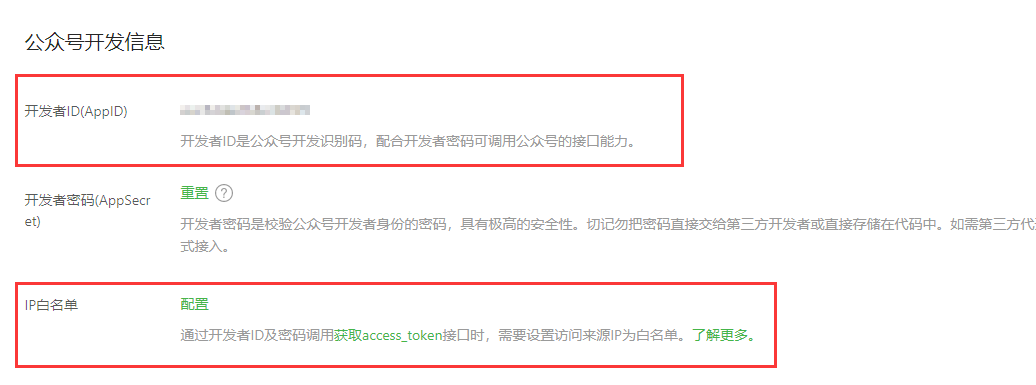 公众号开发信息
开发者ID(AppID)
开发者ID是公众号开发识别码，配合开发者密码可调用公众号的接口能力。
开发者密码(AppSecr
et)
重置 ?
开发者密码是校验公众号开发者身份的密码，具有极高的安全性。切记勿把密码直接交给第三方开发者或直接存储在代码中。如需第三方代
式接入。
IP白名单
配置
通过开发者ID及密码调用获取access_token接口时，需要设置访问来源IP为白名单。了解更多。